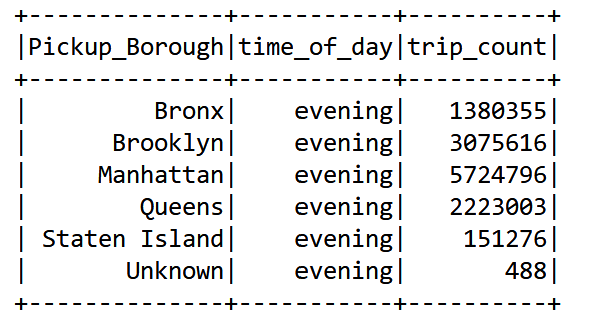 +--------------+-----------+----------+
|Pickup_Borough|time_of_day|trip_count|
+--------------+-----------+----------+
|         Bronx|    evening|   1380355|
|      Brooklyn|    evening|   3075616|
|     Manhattan|    evening|   5724796|
|        Queens|    evening|   2223003|
| Staten Island|    evening|    151276|
|       Unknown|    evening|       488|
+--------------+-----------+----------+